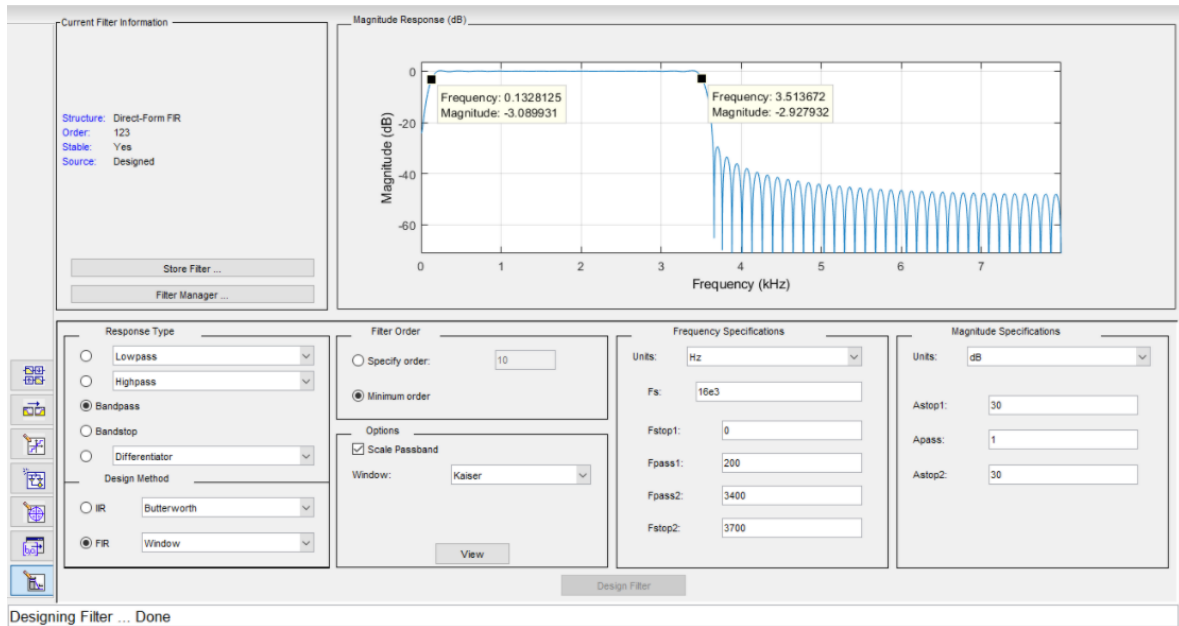 Current Filter Information
Structure: Direct-Form FIR
Order: 123
Stable: Yes
Source: Designed
Store Filter ...
Filter Manager ...
Magnitude Response (dB)
Magnitude (dB)
0
-20
-40
-60
Frequency: 0.1328125
Magnitude: -3.089931
Frequency: 3.513672
Magnitude: -2.927932
0 1 2 3 4 5 6 7
Frequency (kHz)
Response Type
Lowpass
Highpass
Bandpass
Bandstop
Differentiator
Design Method
IIR Butterworth
FIR Window
Filter Order
Specify order: 10
Minimum order
Options
Scale Passband
Window: Kaiser
View
Frequency Specifications
Units: Hz
Fs: 16e3
Fstop1: 0
Fpass1: 200
Fpass2: 3400
Fstop2: 3700
Magnitude Specifications
Units: dB
Astop1: 30
Apass: 1
Astop2: 30
Design Filter
Designing Filter ... Done